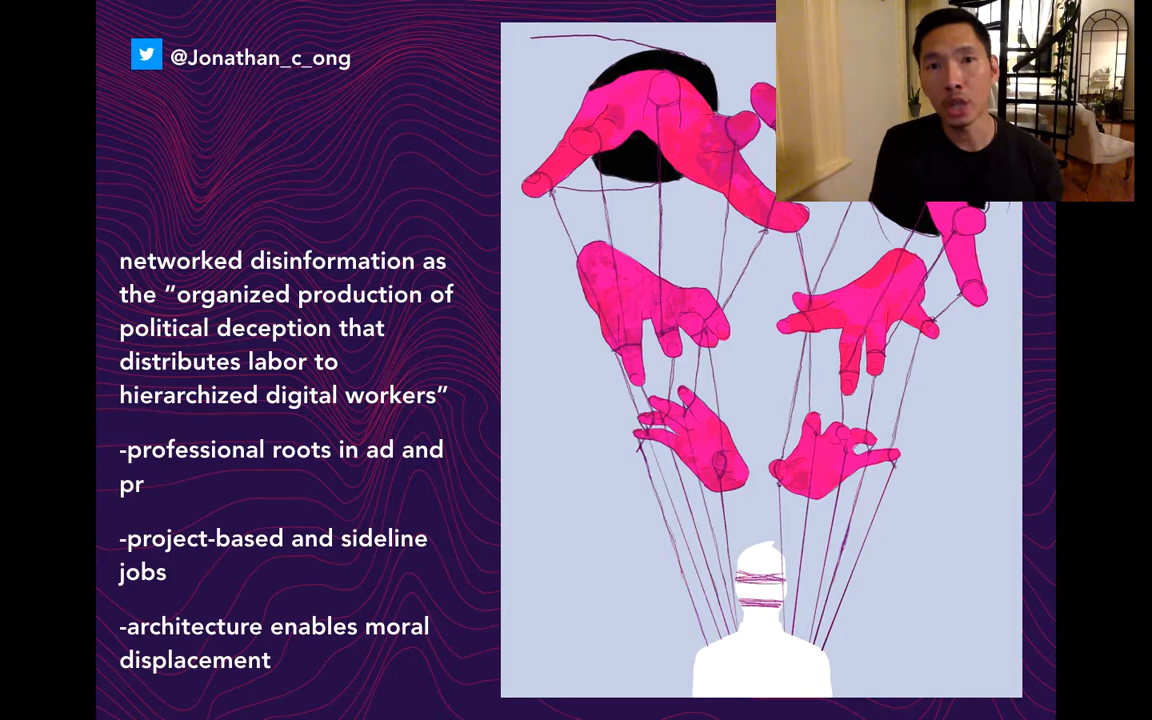 @Jonathan_c_ong
networked disinformation as
the "organized production of
political deception that
distributes labor to
hierarchized digital workers"
-professional roots in ad and
pr
-project-based and sideline
jobs
-architecture enables moral
displacement